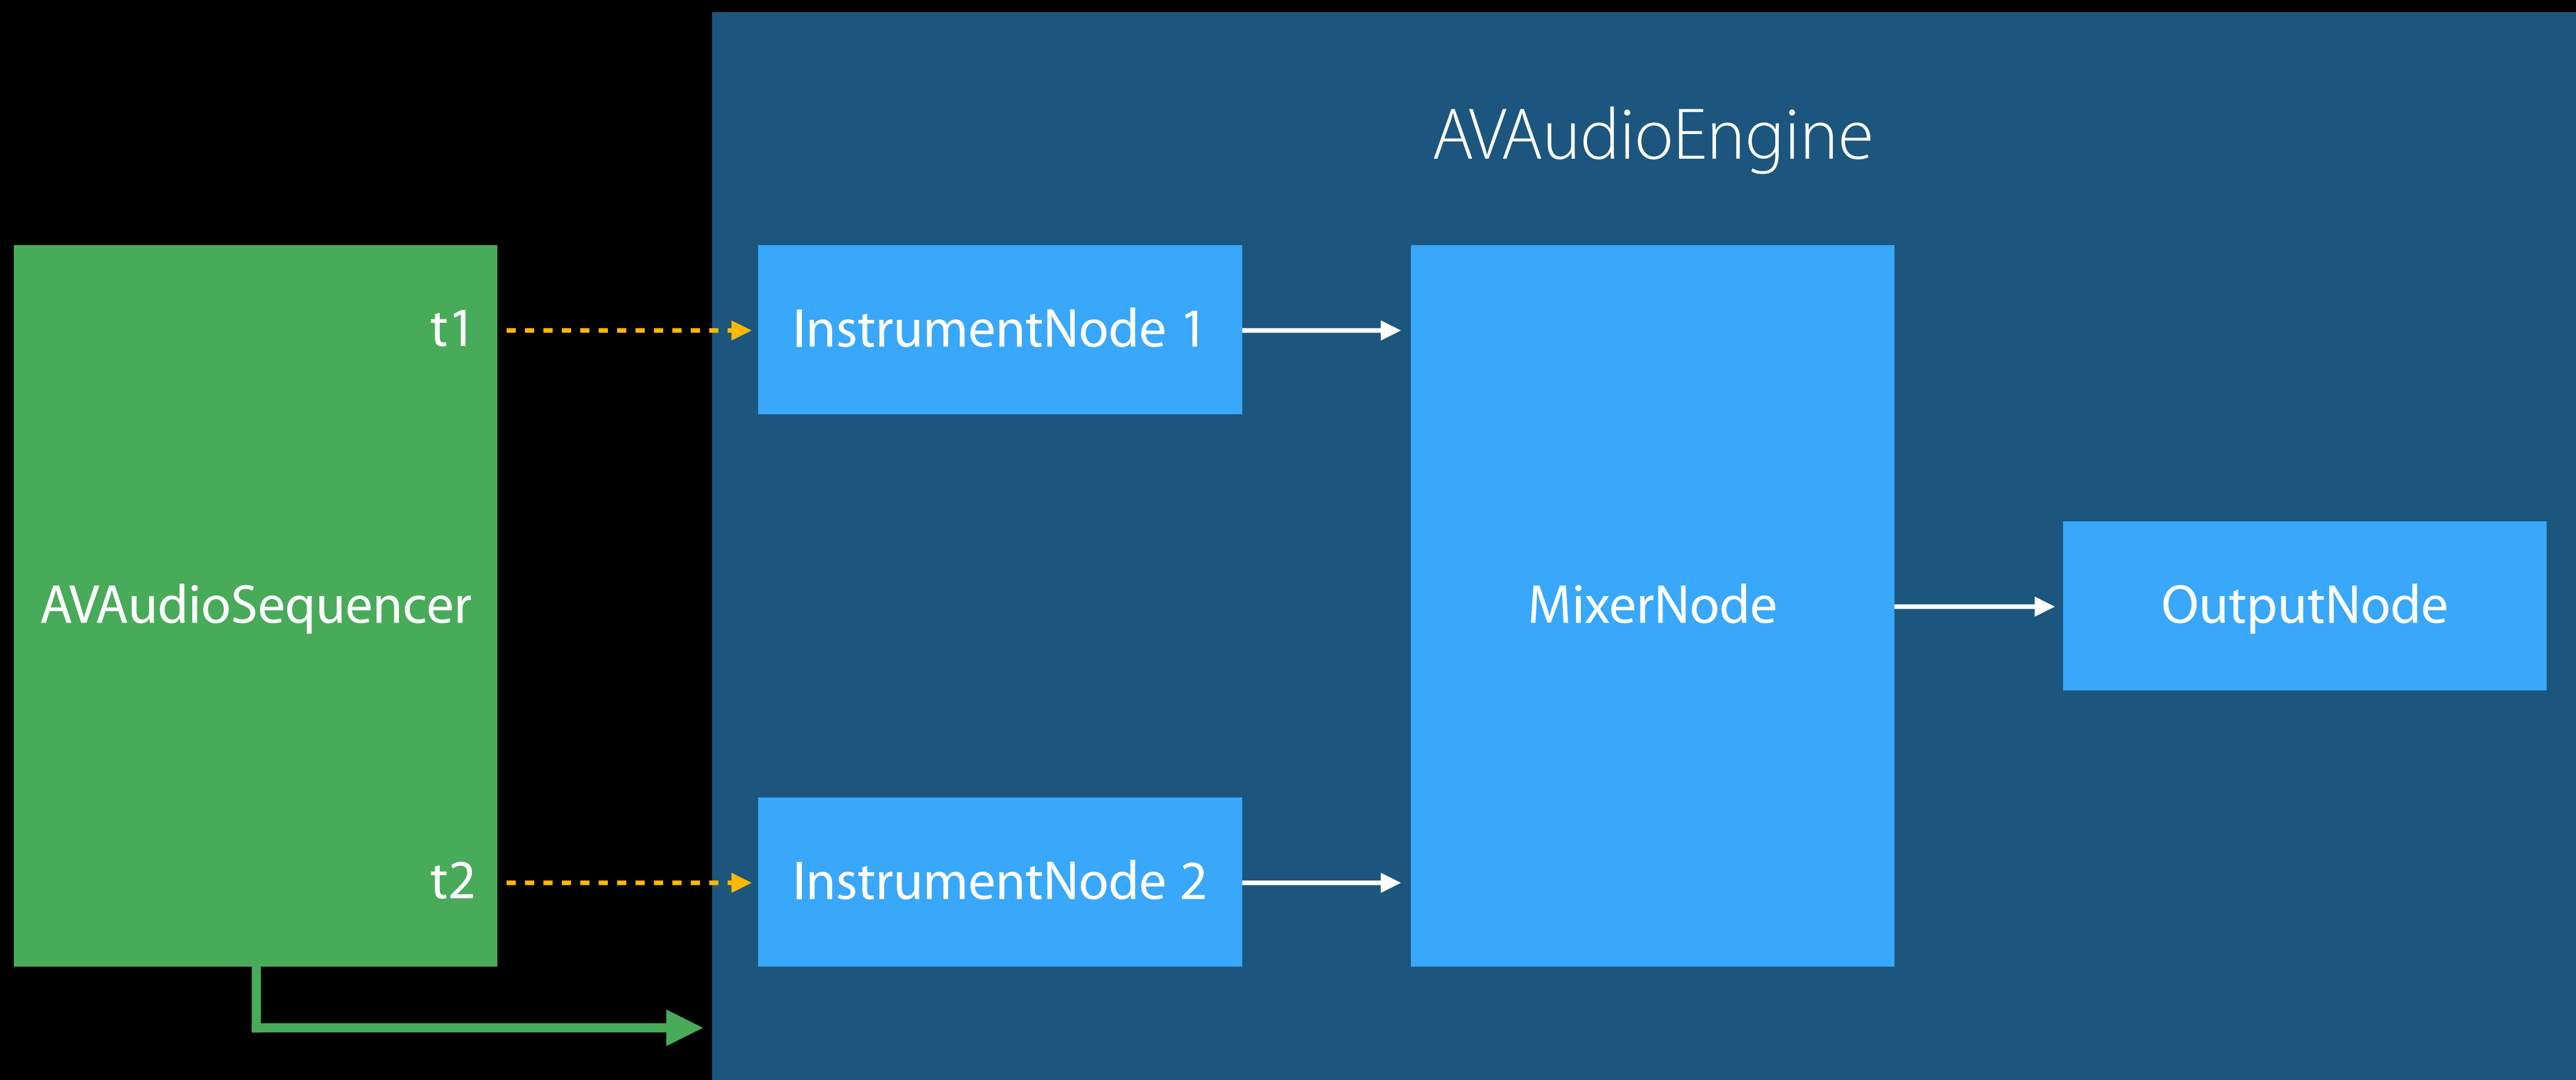 AVAudioEngine
t1
InstrumentNode 1
AVAudioSequencer
MixerNode
OutputNode
t2
InstrumentNode 2